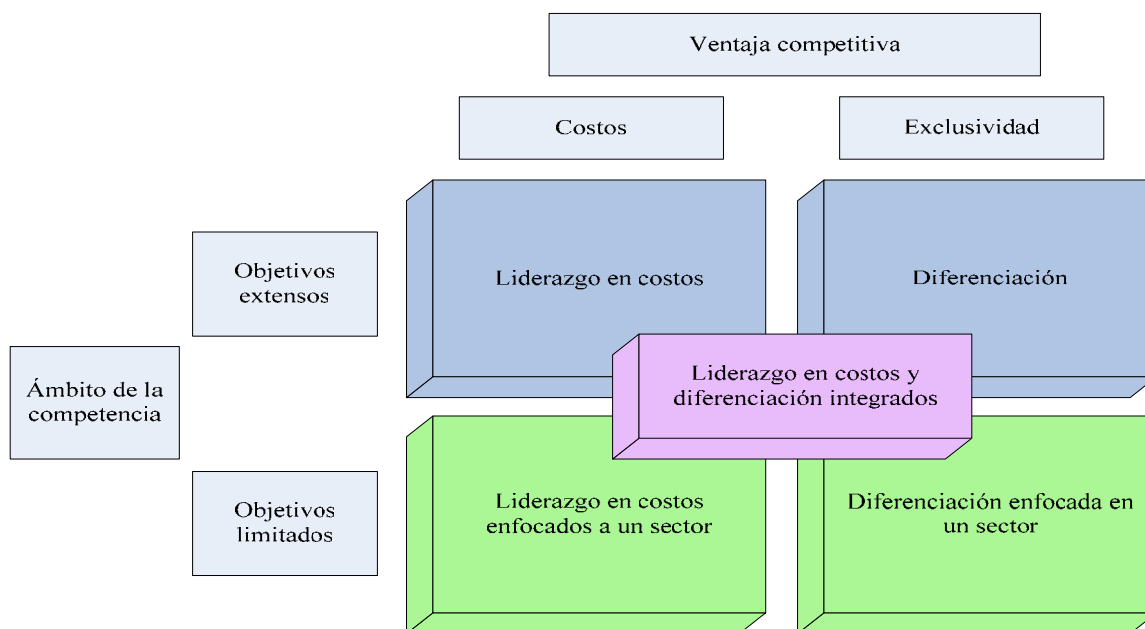 Ventaja competitiva
Costos
Exclusividad
Objetivos
extensos
Liderazgo en costos
Diferenciación
Ámbito de la
competencia
Liderazgo en costos y
diferenciación integrados
Objetivos
limitados
Liderazgo en costos
enfocados a un sector
Diferenciación enfocada en
un sector